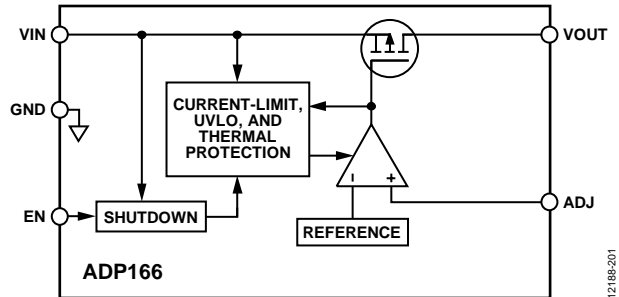 VIN
VOUT
GND
CURRENT-LIMIT,
UVLO, AND
THERMAL
PROTECTION
EN
SHUTDOWN
REFERENCE
ADJ
ADP166
12188-201